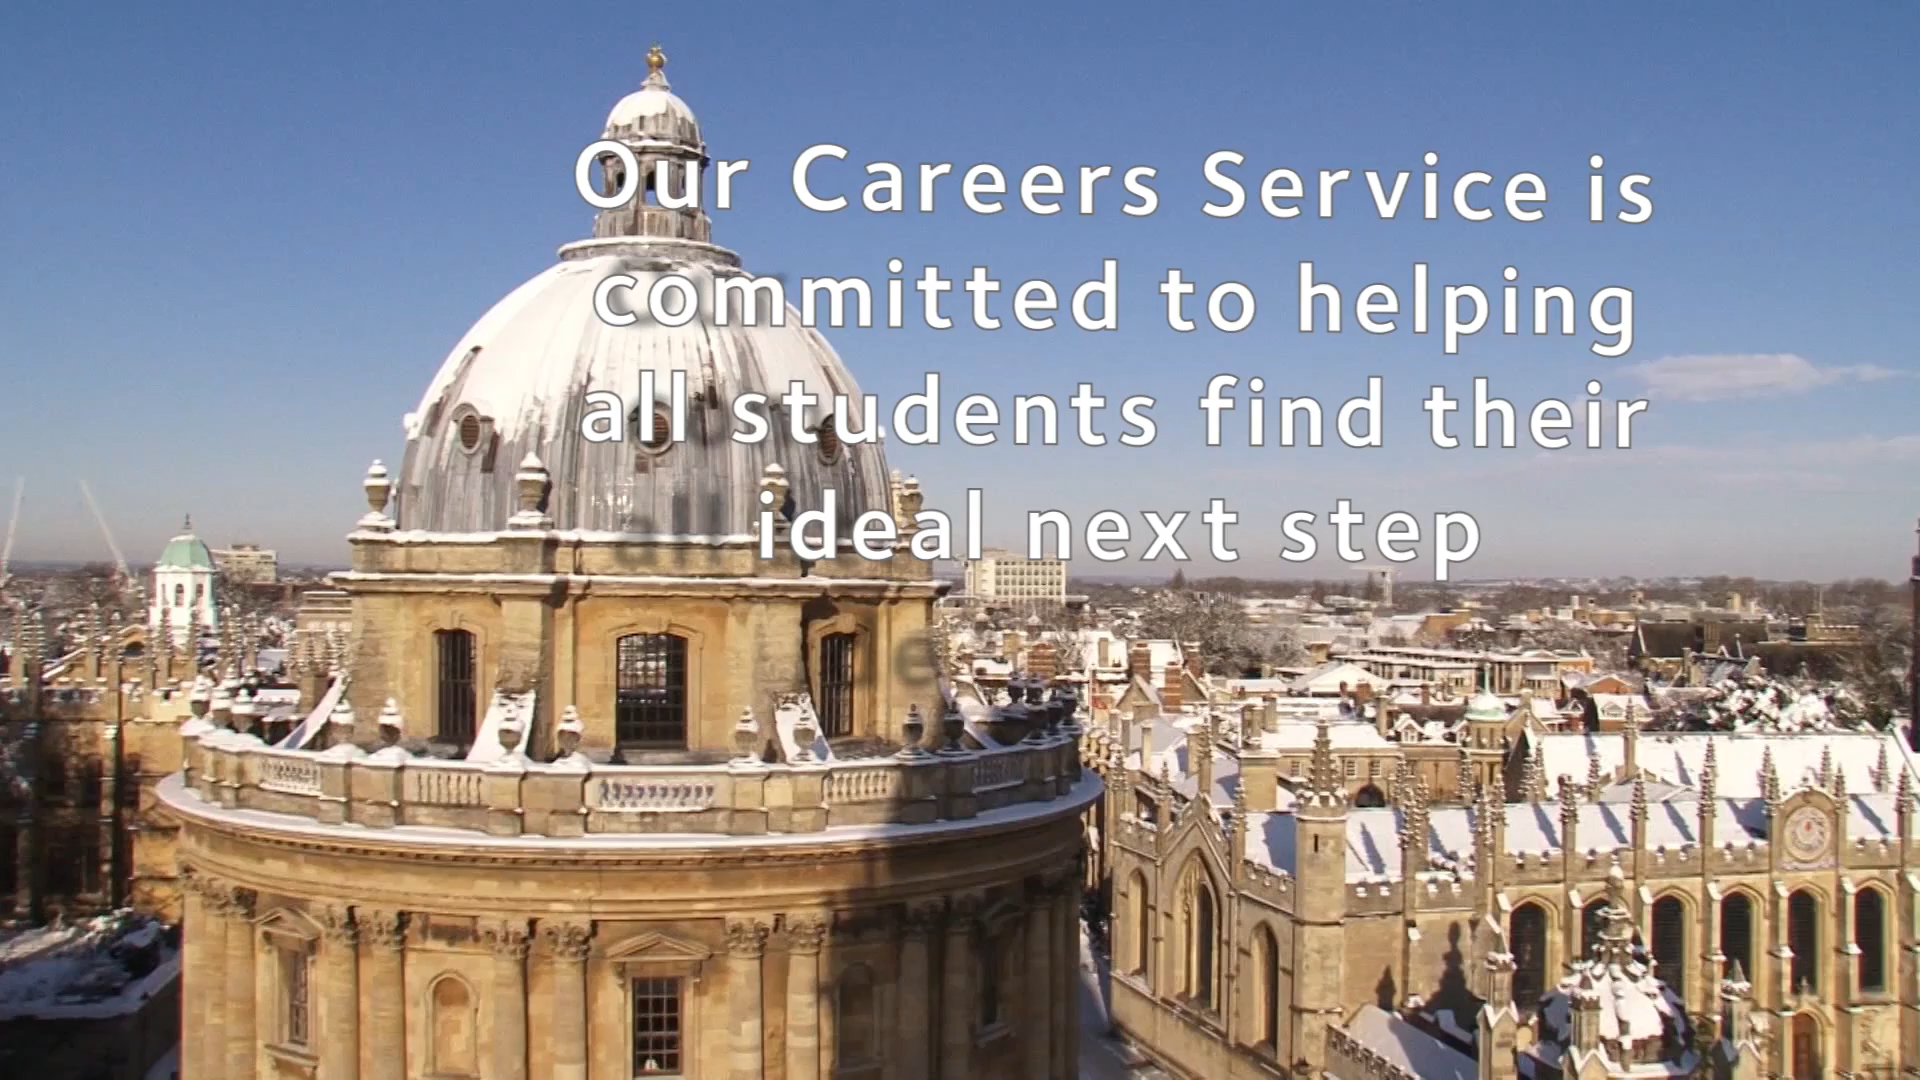 Our Careers Service is
committed to helping
all students find their
ideal next step